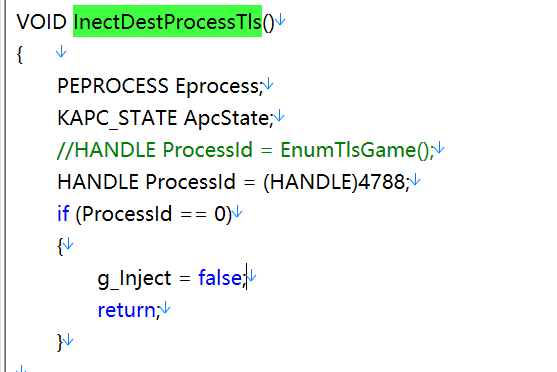 VOID InectDestProcessTls()↓
{ ↓
PEPROCESS Eprocess;↓
KAPC_STATE ApcState;↓
//HANDLE ProcessId = EnumTlsGame();↓
HANDLE ProcessId = (HANDLE)4788;↓
if (ProcessId == 0)↓
{↓
g_Inject = false;↓
return;↓
}↓